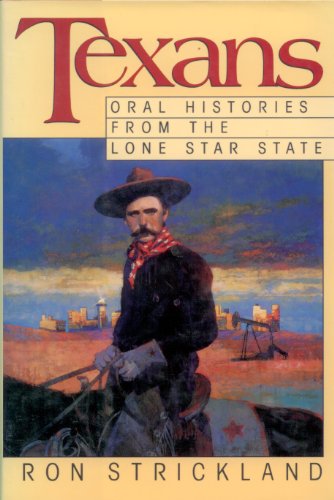 Texans
ORAL HISTORIES
FROM THE
LONE STAR STATE
RON STRICKLAND